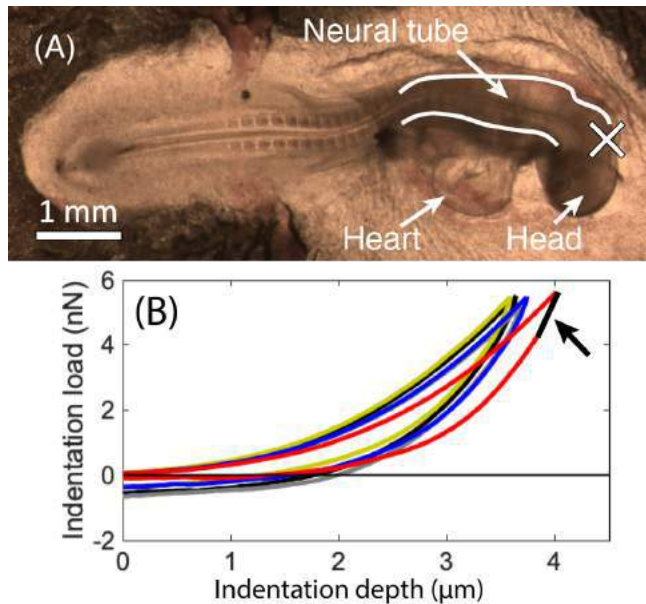 (A)
Neural tube
1 mm
Heart
Head
(B)
Indentation load (nN)
6
4
2
0
-2
0
1
2
3
4
Indentation depth (μm)